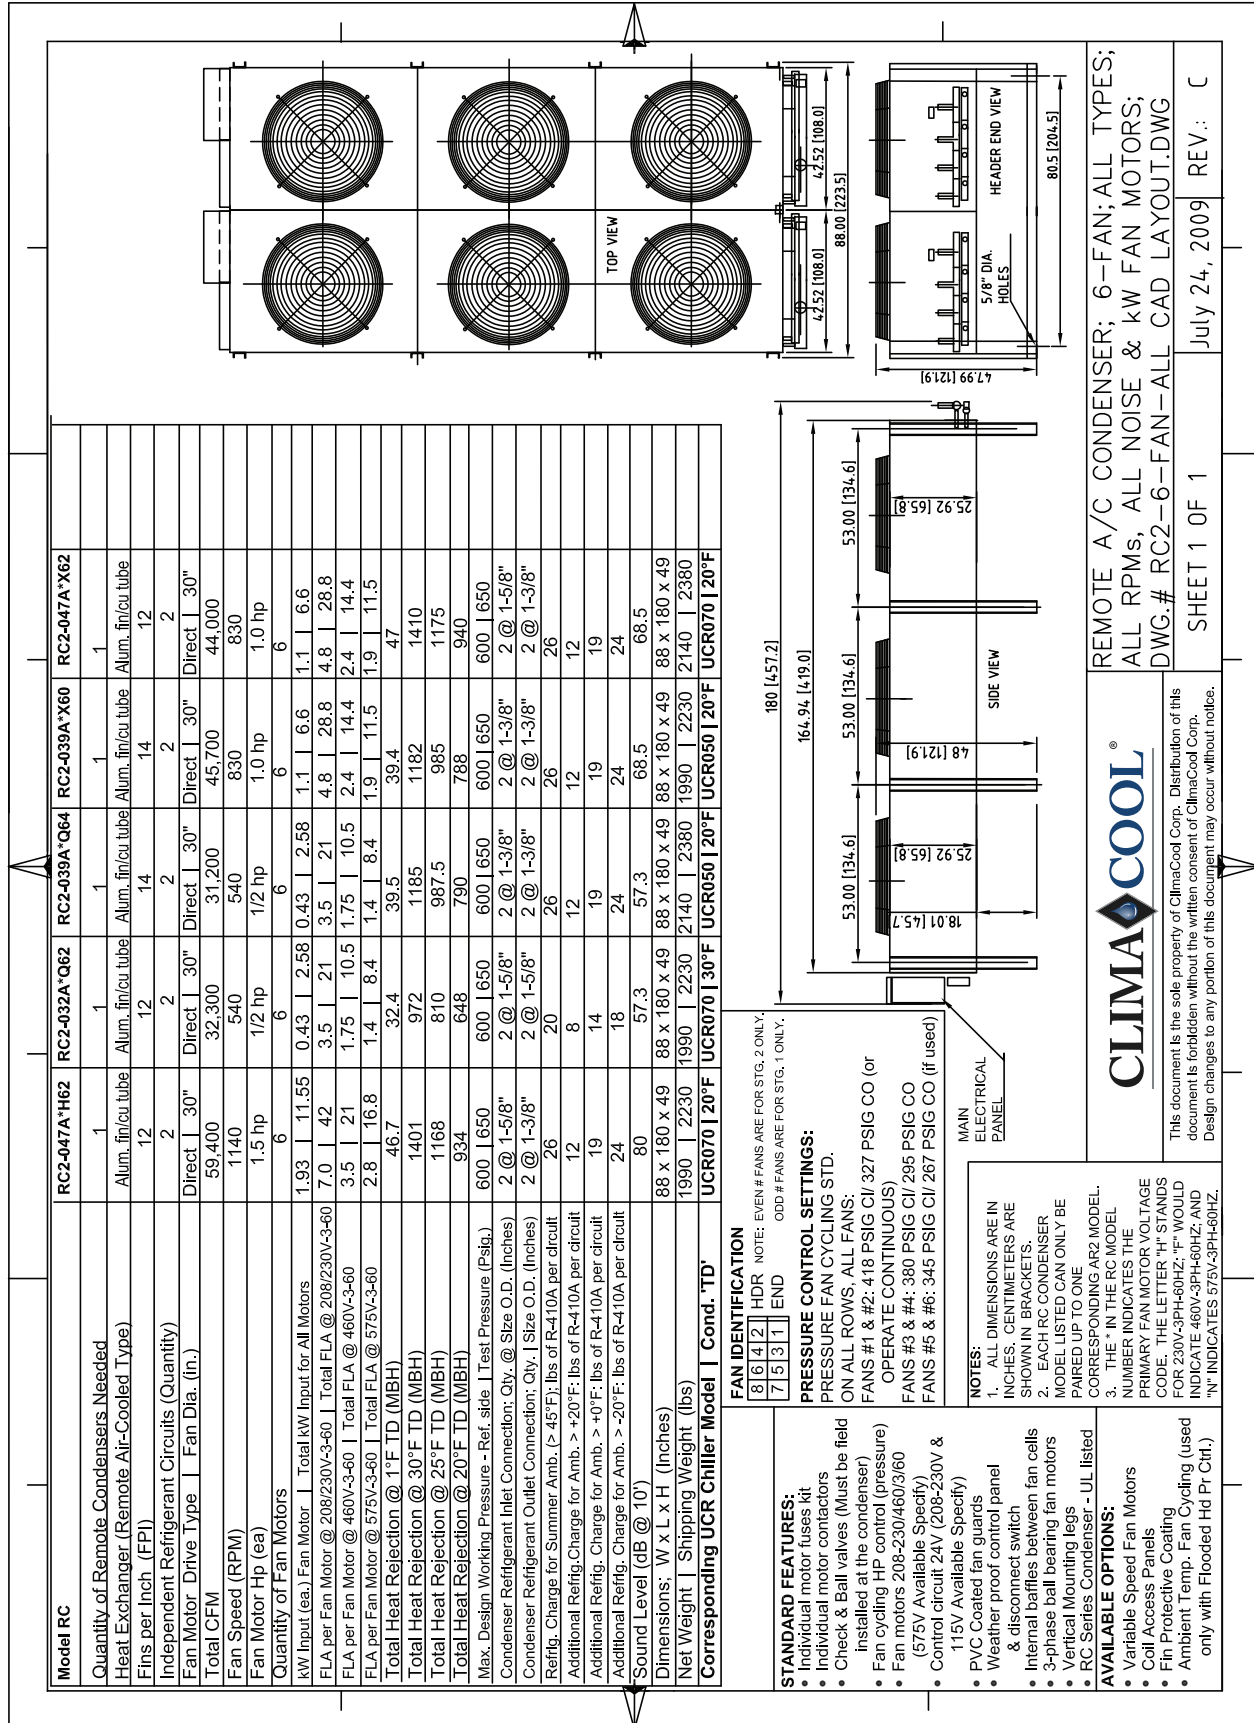 Model RC RC2-047A*H62 RC2-032A*Q62 RC2-039A*Q64 RC2-039A*X60 RC2-047A*X62
Quantity of Remote Condensers Needed 1 1 1 1 1
Heat Exchanger (Remote Air-Cooled Type) Alum. fin/cu tube Alum. fin/cu tube Alum. fin/cu tube Alum. fin/cu tube Alum. fin/cu tube
Fins per Inch (FPI) 12 12 14 14 12
Independent Refrigerant Circuits (Quantity) 2 2 2 2 2
Fan Motor Drive Type | Fan Dia. (in.) Direct | 30" Direct | 30" Direct | 30" Direct | 30" Direct | 30"
Total CFM 59,400 32,300 31,200 45,700 44,000
Fan Speed (RPM) 1140 540 540 830 830
Fan Motor Hp (ea) 1.5 hp 1/2 hp 1/2 hp 1.0 hp 1.0 hp
Quantity of Fan Motors 6 6 6 6 6
kW Input (ea.) Fan Motor | Total kW Input for All Motors 1.93 | 11.55 0.43 | 2.58 0.43 | 2.58 1.1 | 6.6 1.1 | 6.6
FLA per Fan Motor @ 208/230V-3-60 | Total FLA @ 208/230V-3-60 7.0 | 42 3.5 | 21 3.5 | 21 4.8 | 28.8 4.8 | 28.8
FLA per Fan Motor @ 460V-3-60 | Total FLA @ 460V-3-60 3.5 | 21 1.75 | 10.5 1.75 | 10.5 2.4 | 14.4 2.4 | 14.4
FLA per Fan Motor @ 575V-3-60 | Total FLA @ 575V-3-60 2.8 | 16.8 1.4 | 8.4 1.4 | 8.4 1.9 | 11.5 1.9 | 11.5
Total Heat Rejection @ 1°F TD (MBH) 46.7 32.4 39.5 39.4 47
Total Heat Rejection @ 30°F TD (MBH) 1401 972 1185 1182 1410
Total Heat Rejection @ 25°F TD (MBH) 1168 810 987.5 985 1175
Total Heat Rejection @ 20°F TD (MBH) 934 648 790 788 940
Max. Design Working Pressure - Ref. side | Test Pressure (Psig.) 600 | 650 600 | 650 600 | 650 600 | 650 600 | 650
Condenser Refrigerant Inlet Connection; Qty. @ Size O.D. (Inches) 2 @ 1-5/8" 2 @ 1-5/8" 2 @ 1-3/8" 2 @ 1-3/8" 2 @ 1-5/8"
Condenser Refrigerant Outlet Connection; Qty. | Size O.D. (Inches) 2 @ 1-3/8" 2 @ 1-5/8" 2 @ 1-3/8" 2 @ 1-3/8" 2 @ 1-3/8"
Refrig. Charge for Summer Amb. (> 45°F); lbs of R-410A per circuit 26 20 26 26 26
Additional Refrig.Charge for Amb. > +20°F: lbs of R-410A per circuit 12 8 12 12 12
Additional Refrig. Charge for Amb. > +0°F: lbs of R-410A per circuit 19 14 19 19 19
Additional Refrig. Charge for Amb. > -20°F: lbs of R-410A per circuit 24 18 24 24 24
Sound Level (dB @ 10') 80 57.3 57.3 68.5 68.5
Dimensions; W x L x H (Inches) 88 x 180 x 49 88 x 180 x 49 88 x 180 x 49 88 x 180 x 49 88 x 180 x 49
Net Weight | Shipping Weight (lbs) 1990 | 2230 1990 | 2230 2140 | 2380 1990 | 2230 2140 | 2380
Corresponding UCR Chiller Model | Cond. 'TD' UCR070 | 20°F UCR070 | 30°F UCR050 | 20°F UCR050 | 20°F UCR070 | 20°F
STANDARD FEATURES:
• Individual motor fuses kit
• Individual motor contactors
• Check & Ball valves (Must be field
installed at the condenser)
• Fan cycling HP control (pressure)
• Fan motors 208-230/460/3/60
(575V Available Specify)
• Control circuit 24V (208-230V &
115V Available Specify)
• PVC Coated fan guards
• Weather proof control panel
& disconnect switch
• Internal baffles between fan cells
• 3-phase ball bearing fan motors
• Vertical Mounting legs
• RC Series Condenser - UL listed
AVAILABLE OPTIONS:
• Variable Speed Fan Motors
• Coil Access Panels
• Fin Protective Coating
• Ambient Temp. Fan Cycling (used
only with Flooded Hd Pr Ctrl.)
FAN IDENTIFICATION
8 6 4 2 HDR NOTE: EVEN # FANS ARE FOR STG. 2 ONLY.
7 5 3 1 END ODD # FANS ARE FOR STG. 1 ONLY.
PRESSURE CONTROL SETTINGS:
PRESSURE FAN CYCLING STD.
ON ALL ROWS, ALL FANS:
FANS #1 & #2: 418 PSIG CI/ 327 PSIG CO (or
OPERATE CONTINUOUS)
FANS #3 & #4: 380 PSIG CI/ 295 PSIG CO
FANS #5 & #6: 345 PSIG CI/ 267 PSIG CO (if used)
NOTES:
1. ALL DIMENSIONS ARE IN
INCHES. CENTIMETERS ARE
SHOWN IN BRACKETS.
2. EACH RC CONDENSER
MODEL LISTED CAN ONLY BE
PAIRED UP TO ONE
CORRESPONDING AR2 MODEL.
3. THE * IN THE RC MODEL
NUMBER INDICATES THE
PRIMARY FAN MOTOR VOLTAGE
CODE. THE LETTER "H" STANDS
FOR 230V-3PH-60HZ; "F" WOULD
INDICATE 460V-3PH-60HZ; AND
"N" INDICATES 575V-3PH-60HZ.
TOP VIEW
42.52 [108.0]
42.52 [108.0]
88.00 [223.5]
180 [457.2]
164.94 [419.0]
53.00 [134.6]
53.00 [134.6]
53.00 [134.6]
18.01 [45.7]
25.92 [65.8]
48 [121.9]
25.92 [65.8]
SIDE VIEW
MAIN
ELECTRICAL
PANEL
47.99 [121.9]
5/8" DIA.
HOLES
HEADER END VIEW
80.5 [204.5]
CLIMACOOL®
This document is the sole property of ClimaCool Corp. Distribution of this
document is forbidden without the written consent of ClimaCool Corp.
Design changes to any portion of this document may occur without notice.
REMOTE A/C CONDENSER; 6-FAN; ALL TYPES;
ALL RPMs, ALL NOISE & kW FAN MOTORS;
DWG.# RC2-6-FAN-ALL CAD LAYOUT.DWG
SHEET 1 OF 1 July 24, 2009 REV.: C